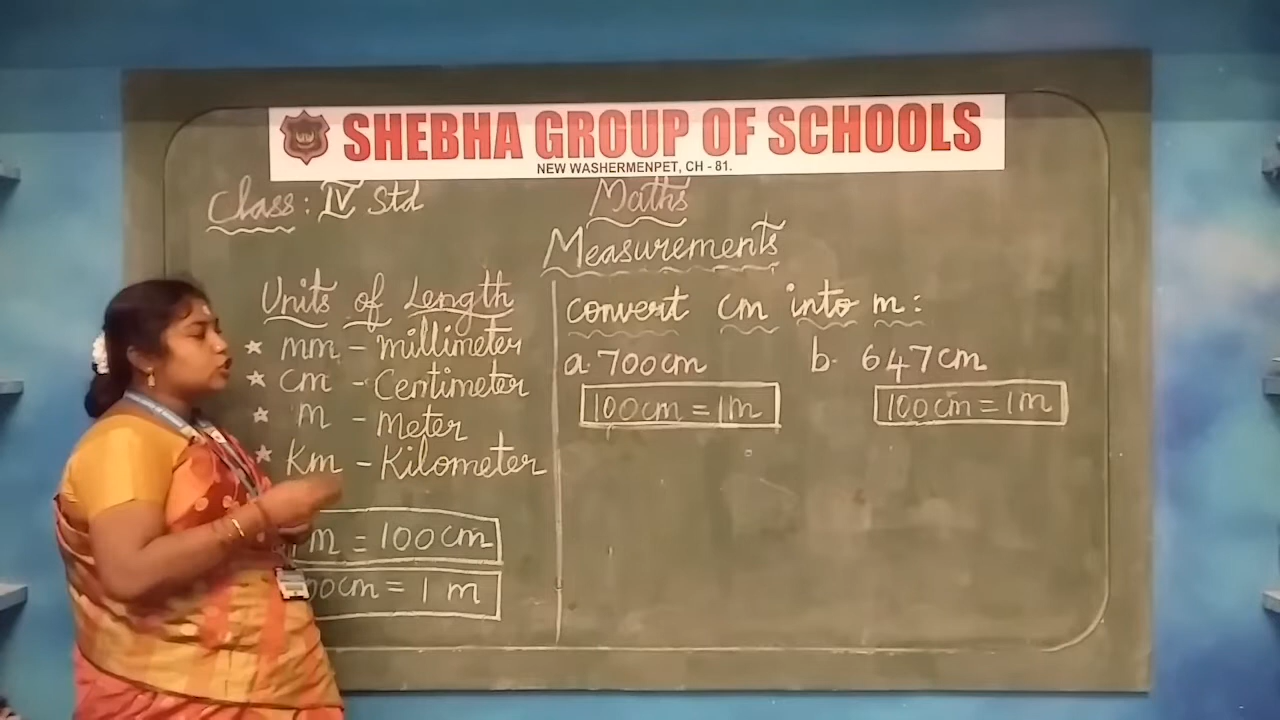 SHEBHA GROUP OF SCHOOLS
NEW WASHERMENPET, CH - 81.
Class : IV Std
Maths
Measurements
Units of Length
★ mm - millimeter
★ cm - Centimeter
★ m - Meter
★ Km - Kilometer
m = 100cm
00cm = 1 m
convert cm into m :
a. 700cm
100cm = 1m
b. 647cm
100cm = 1m